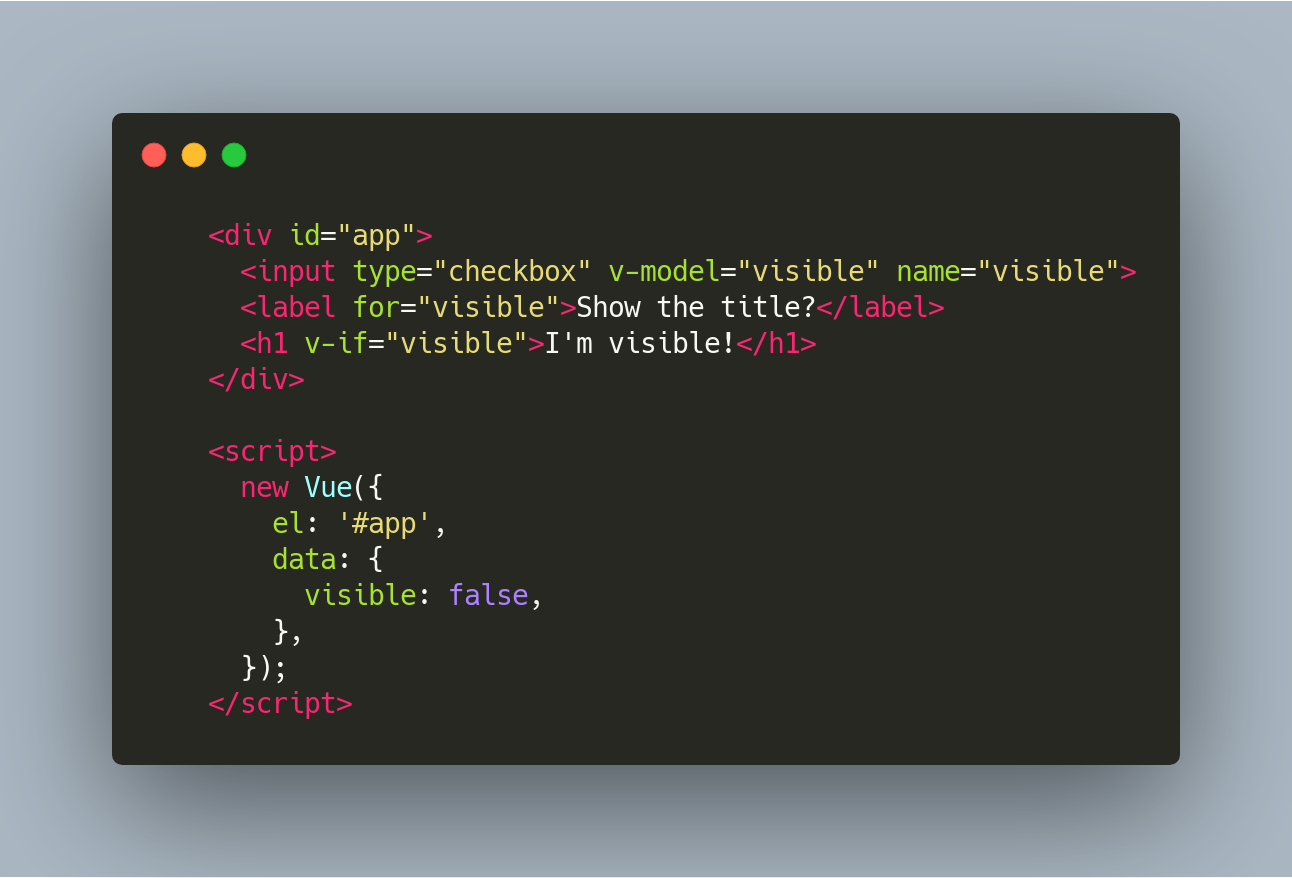 <div id="app">
  <input type="checkbox" v-model="visible" name="visible">
  <label for="visible">Show the title?</label>
  <h1 v-if="visible">I'm visible!</h1>
</div>

<script>
  new Vue({
    el: '#app',
    data: {
      visible: false,
    },
  });
</script>